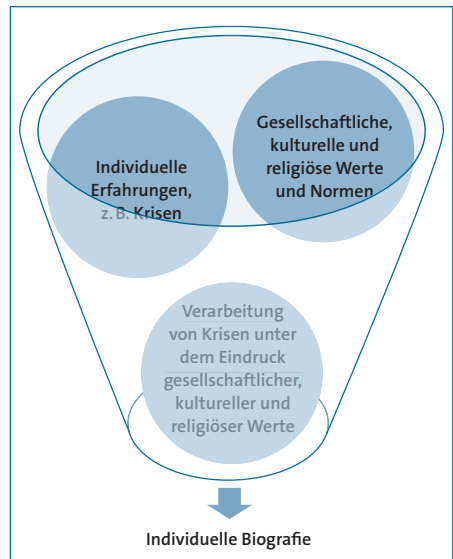 Individuelle
Erfahrungen,
z. B. Krisen
Gesellschaftliche,
kulturelle und
religiöse Werte
und Normen
Verarbeitung
von Krisen unter
dem Eindruck
gesellschaftlicher,
kultureller und
religiöser Werte
Individuelle Biografie